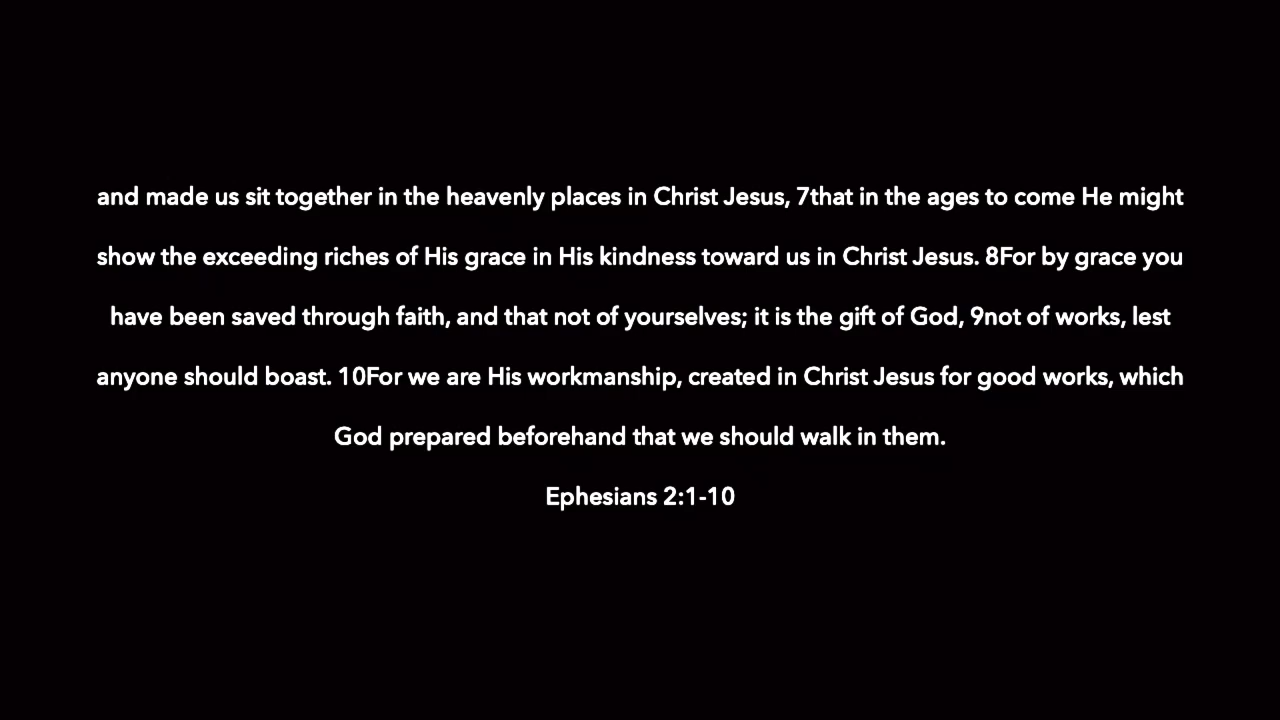 and made us sit together in the heavenly places in Christ Jesus, 7that in the ages to come He might
show the exceeding riches of His grace in His kindness toward us in Christ Jesus. 8For by grace you
have been saved through faith, and that not of yourselves; it is the gift of God, 9not of works, lest
anyone should boast. 10For we are His workmanship, created in Christ Jesus for good works, which
God prepared beforehand that we should walk in them.
Ephesians 2:1-10